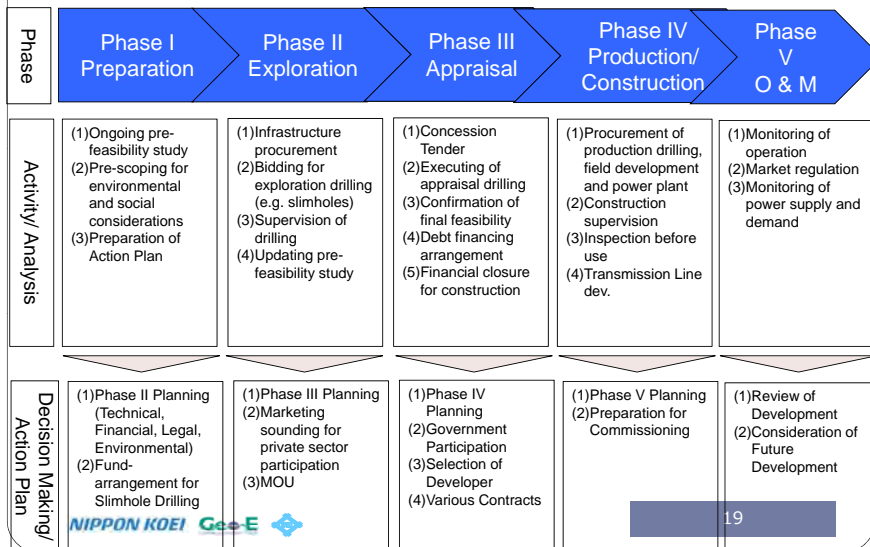 Phase
Phase I
Preparation
Phase II
Exploration
Phase III
Appraisal
Phase IV
Production/
Construction
Phase
V
O & M
Activity/ Analysis
(1)Ongoing pre-
feasibility study
(2)Pre-scoping for
environmental
and social
considerations
(3)Preparation of
Action Plan
(1)Infrastructure
procurement
(2)Bidding for
exploration drilling
(e.g. slimholes)
(3)Supervision of
drilling
(4)Updating pre-
feasibility study
(1)Concession
Tender
(2)Executing of
appraisal drilling
(3)Confirmation of
final feasibility
(4)Debt financing
arrangement
(5)Financial closure
for construction
(1)Procurement of
production drilling,
field development
and power plant
(2)Construction
supervision
(3)Inspection before
use
(4)Transmission Line
dev.
(1)Monitoring of
operation
(2)Market regulation
(3)Monitoring of
power supply and
demand
Decision Making/
Action Plan
(1)Phase II Planning
(Technical,
Financial, Legal,
Environmental)
(2)Fund-
arrangement for
Slimhole Drilling
(1)Phase III Planning
(2)Marketing
sounding for
private sector
participation
(3)MOU
(1)Phase IV
Planning
(2)Government
Participation
(3)Selection of
Developer
(4)Various Contracts
(1)Phase V Planning
(2)Preparation for
Commissioning
(1)Review of
Development
(2)Consideration of
Future
Development
NIPPON KOEI Geo-E
19